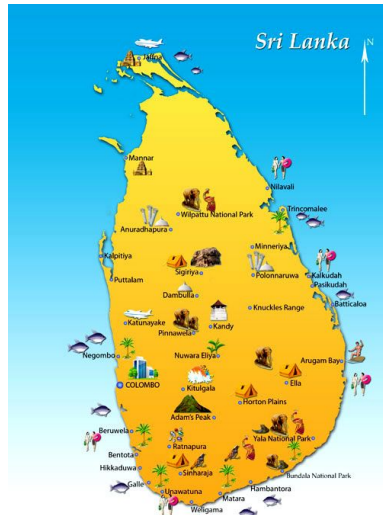 Sri Lanka
N
Jaffna
Mannar
Nilavali
Wilpattu National Park
Trincomalee
Anuradhapura
Minneriya
Kalpitiya
Sigiriya
Polonnaruwa
Kalkudah
Pasikudah
Puttalam
Dambulla
Batticaloa
Knuckles Range
Katunayake
Kandy
Pinnawela
Negombo
Nuwara Eliya
Arugam Bay
COLOMBO
Kitulgala
Ella
Horton Plains
Adam's Peak
Beruwela
Yala National Park
Ratnapura
Bentota
Hikkaduwa
Sinharaja
Bundala National Park
Galle
Hambantora
Unawatuna
Matara
Weligama